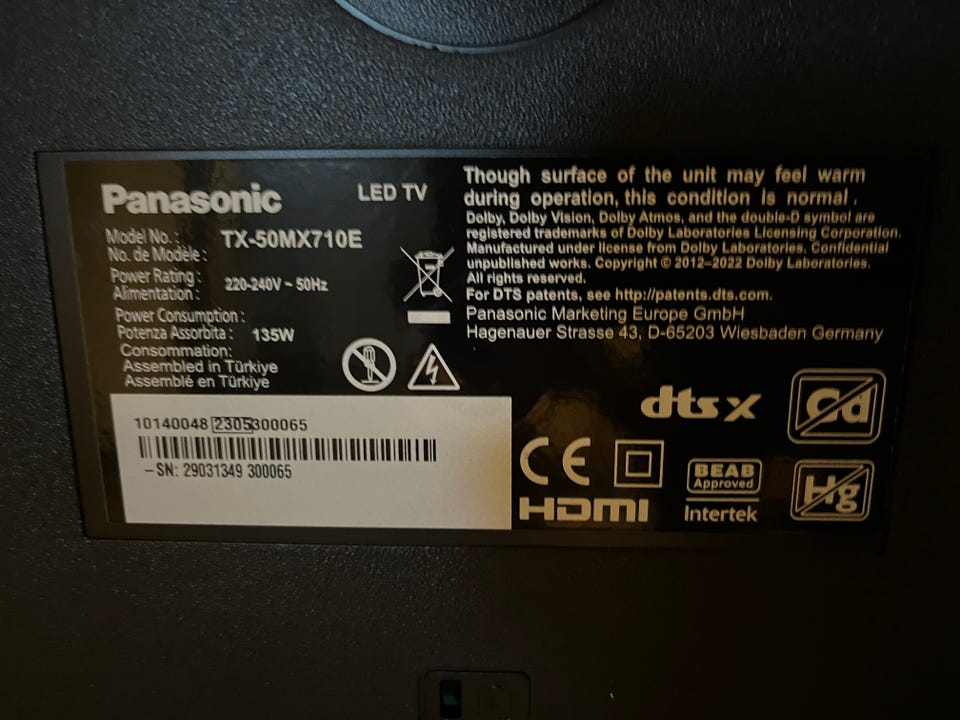 Panasonic
LED TV
Model No. :
No. de Modèle :
TX-50MX710E
Power Rating :
Alimentation :
220-240V ~ 50Hz
Power Consumption :
Potenza Assorbita :
135W
Consommation:
Assembled in Türkiye
Assemblé en Türkiye
10140048 2305300065
-SN: 29031349 300065
Though surface of the unit may feel warm
during operation, this condition is normal .
Dolby, Dolby Vision, Dolby Atmos, and the double-D symbol are
registered trademarks of Dolby Laboratories Licensing Corporation.
Manufactured under license from Dolby Laboratories. Confidential
unpublished works. Copyright © 2012–2022 Dolby Laboratories.
All rights reserved.
For DTS patents, see http://patents.dts.com.
Panasonic Marketing Europe GmbH
Hagenauer Strasse 43, D-65203 Wiesbaden Germany
dts X
Cd
CE
BEAB
Approved
Hg
HDMI
Intertek